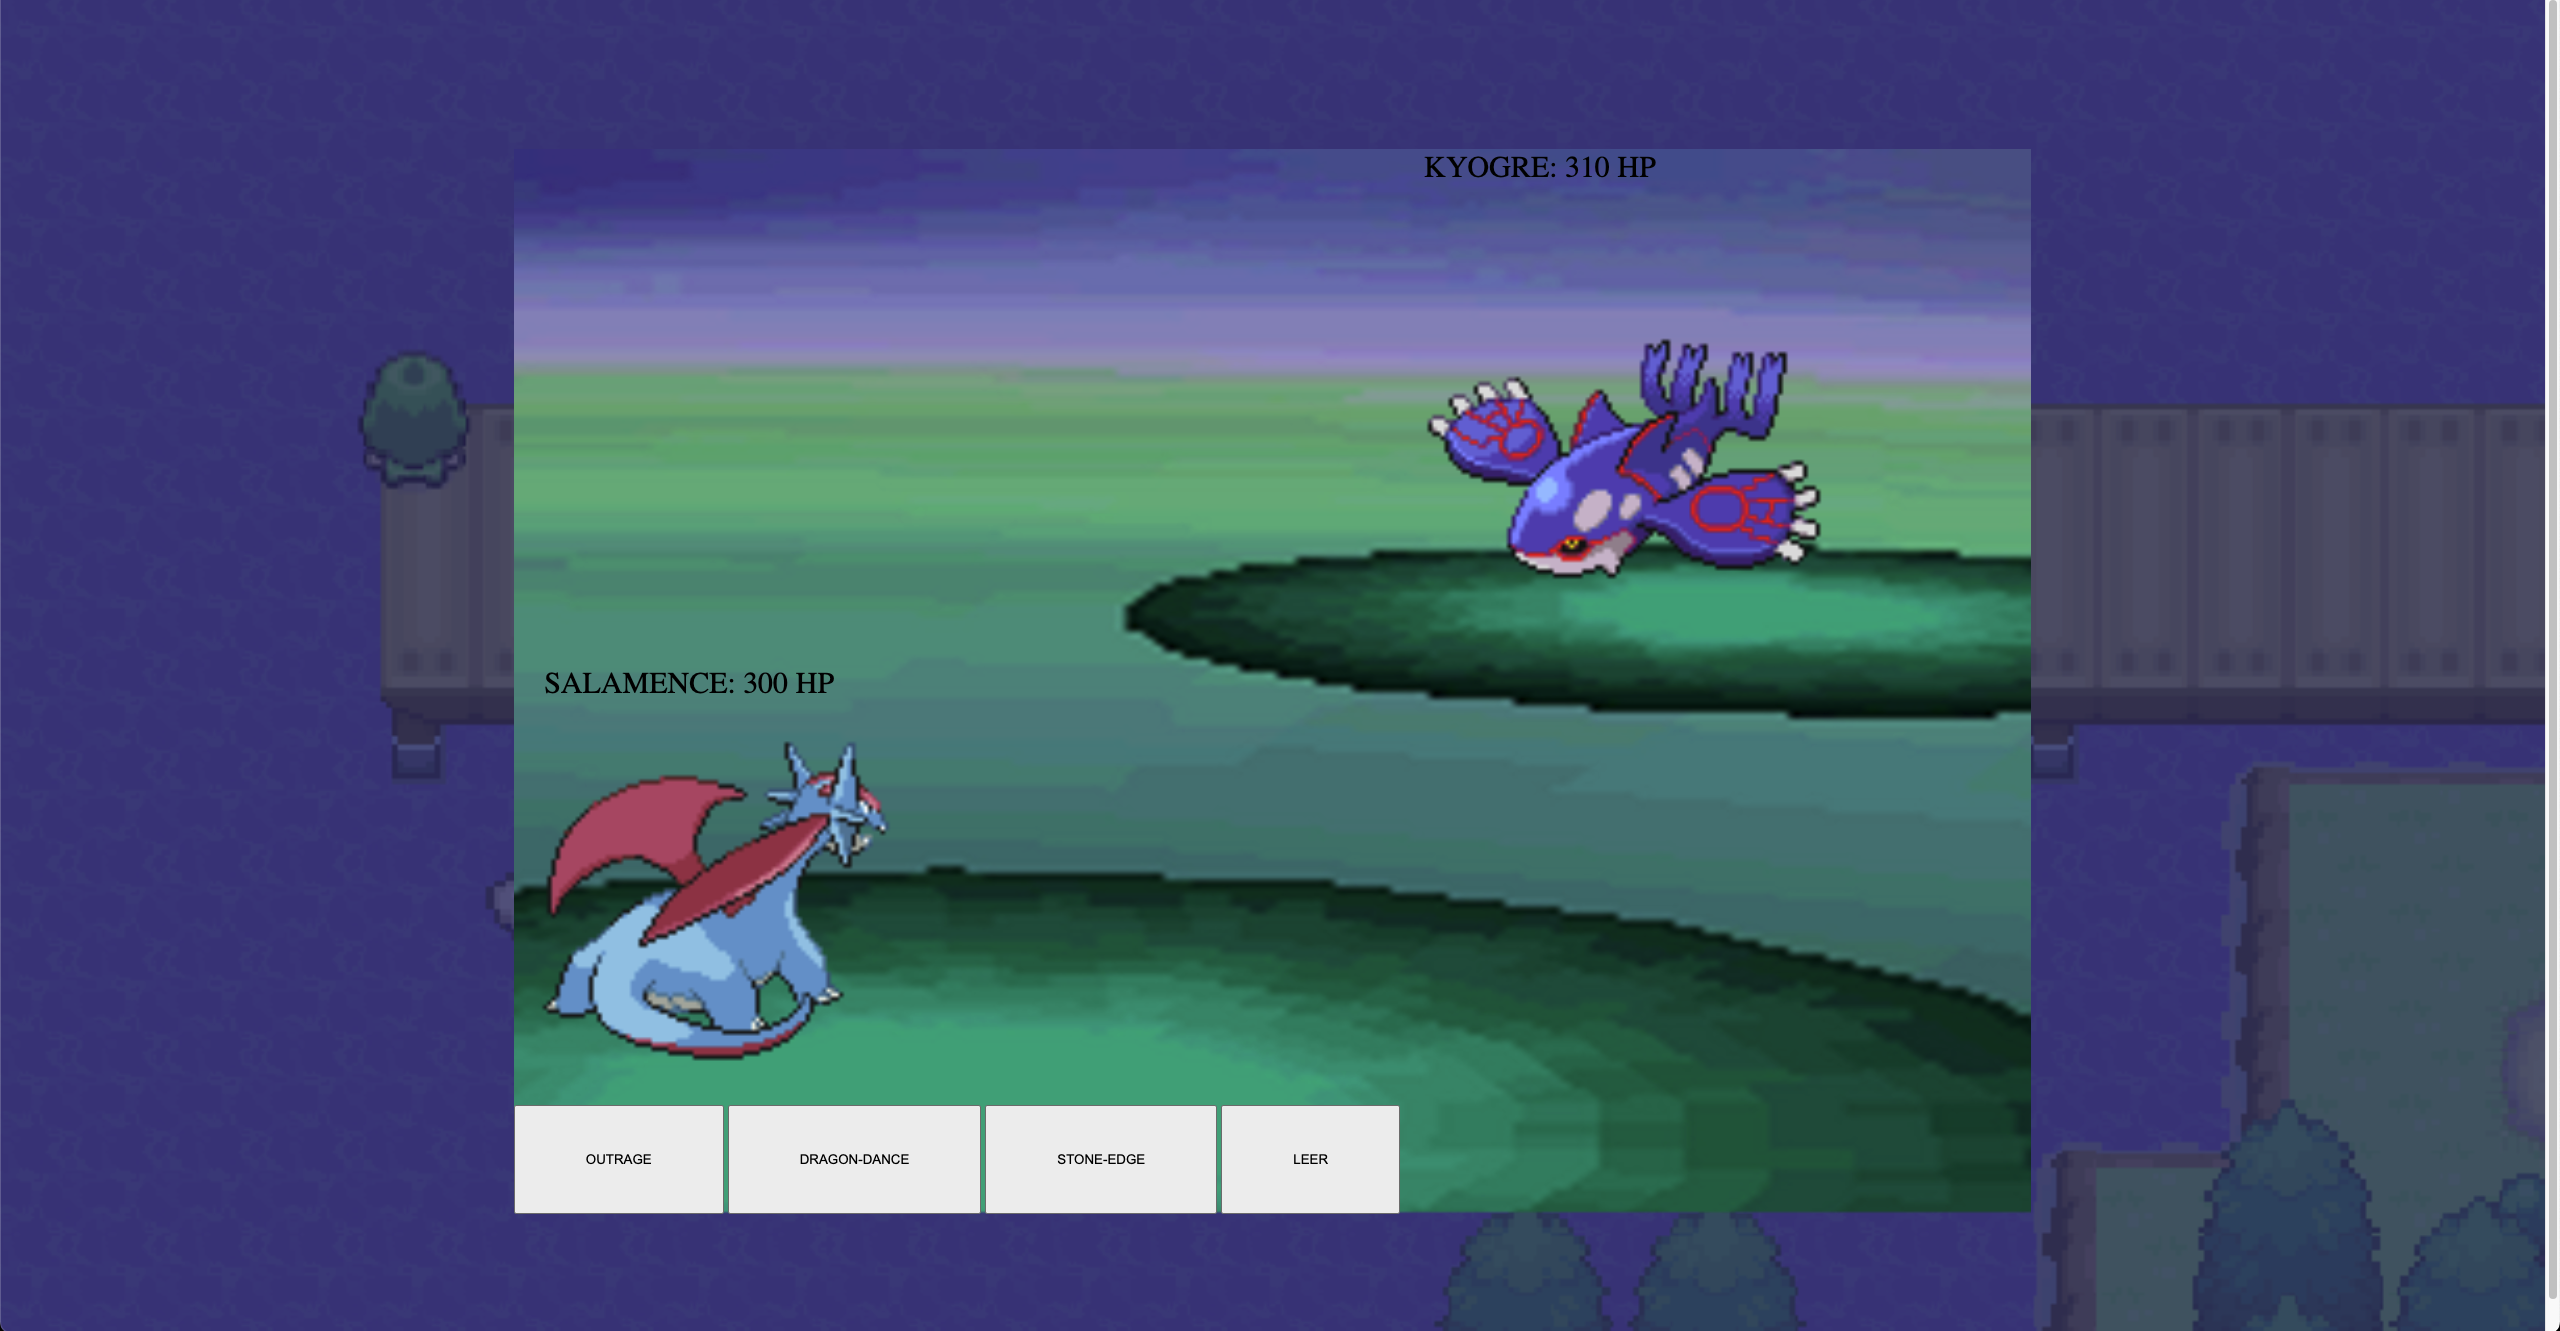 KYOGRE: 310 HP
SALAMENCE: 300 HP
OUTRAGE
DRAGON-DANCE
STONE-EDGE
LEER